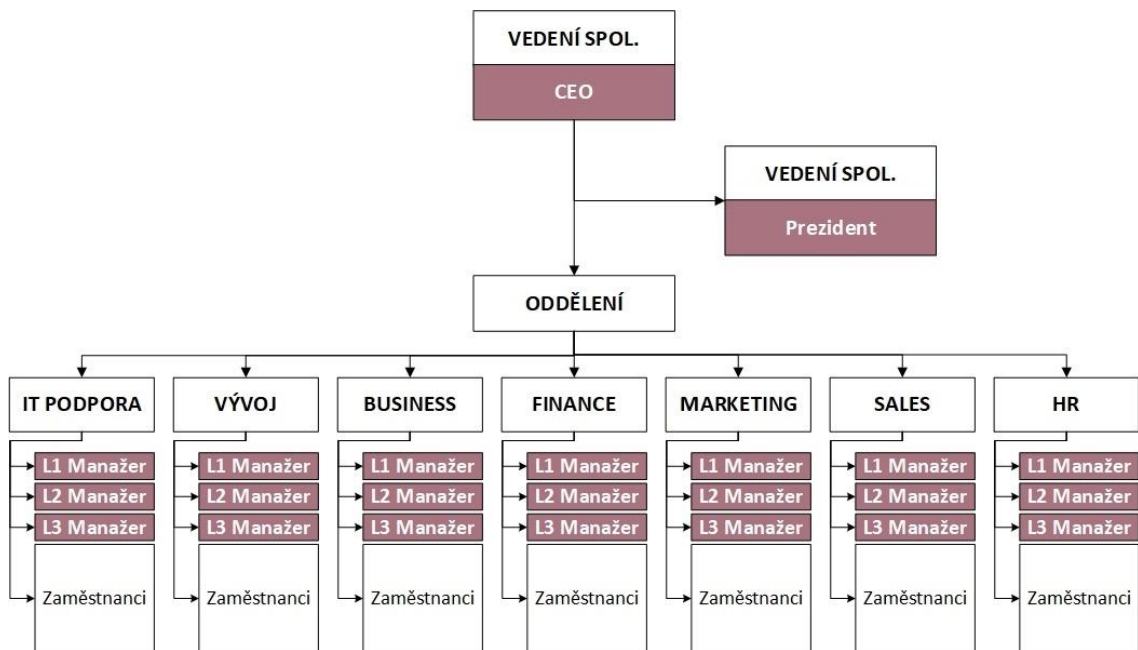 VEDENÍ SPOL.
CEO
VEDENÍ SPOL.
Prezident
ODDĚLENÍ
IT PODPORA
VÝVOJ
BUSINESS
FINANCE
MARKETING
SALES
HR
L1 Manažer
L1 Manažer
L1 Manažer
L1 Manažer
L1 Manažer
L1 Manažer
L1 Manažer
L2 Manažer
L2 Manažer
L2 Manažer
L2 Manažer
L2 Manažer
L2 Manažer
L2 Manažer
L3 Manažer
L3 Manažer
L3 Manažer
L3 Manažer
L3 Manažer
L3 Manažer
L3 Manažer
Zaměstnanci
Zaměstnanci
Zaměstnanci
Zaměstnanci
Zaměstnanci
Zaměstnanci
Zaměstnanci